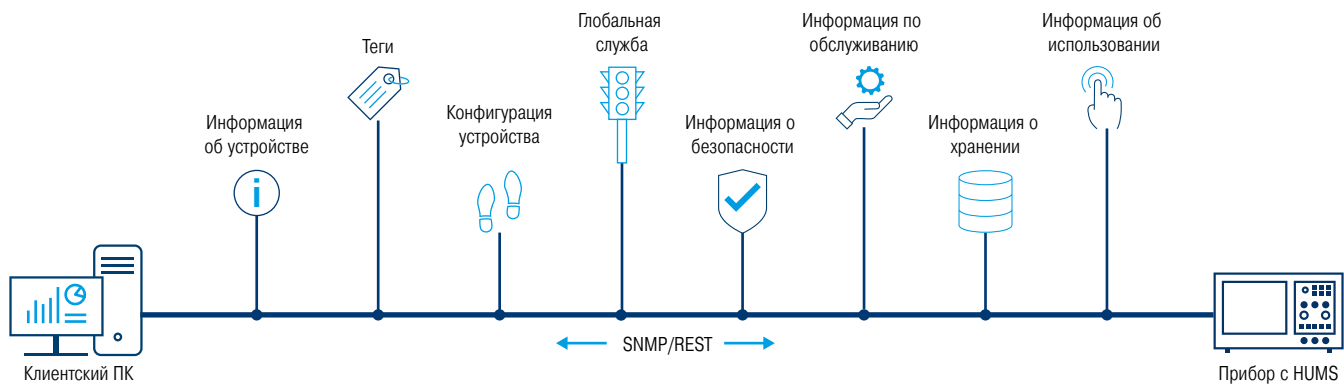 Информация
об устройстве
Теги
Конфигурация
устройства
Глобальная
служба
Информация о
безопасности
Информация по
обслуживанию
Информация о
хранении
Информация об
использовании
i
SNMP/REST
Клиентский ПК
Прибор с HUMS